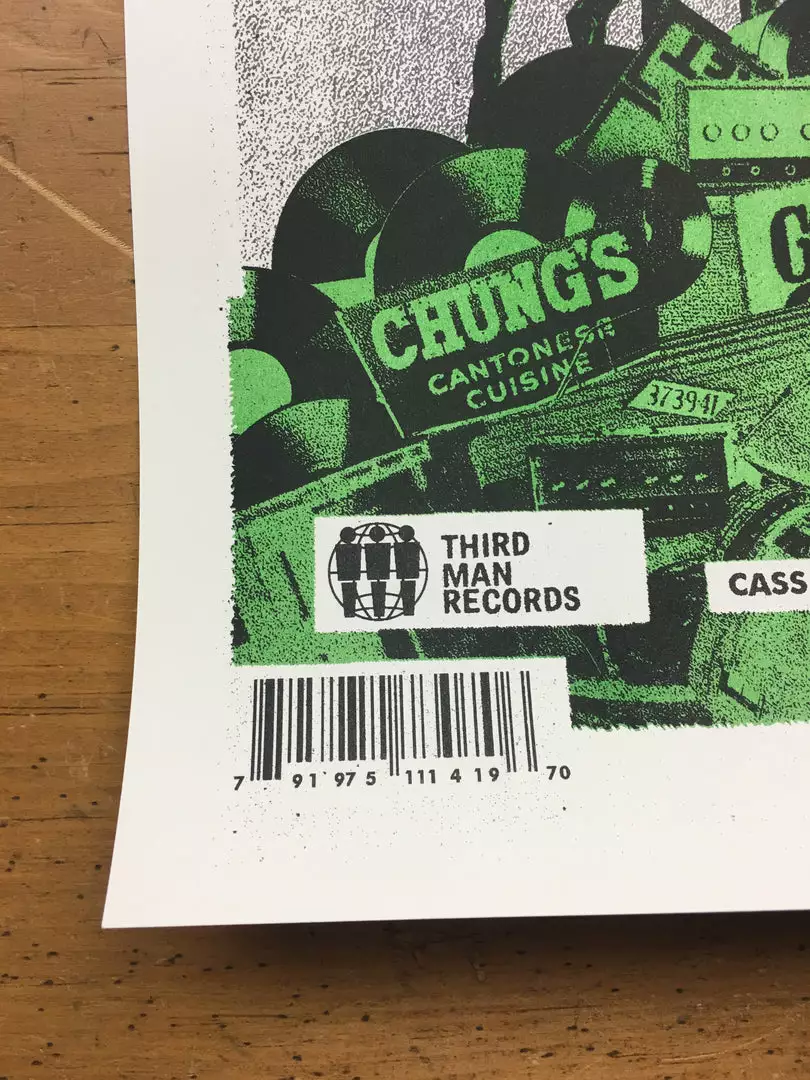 CHUNG'S
CANTONESE
CUISINE
373941
THIRD
MAN
RECORDS
CASS
7 91 97 5 111 4 19 70